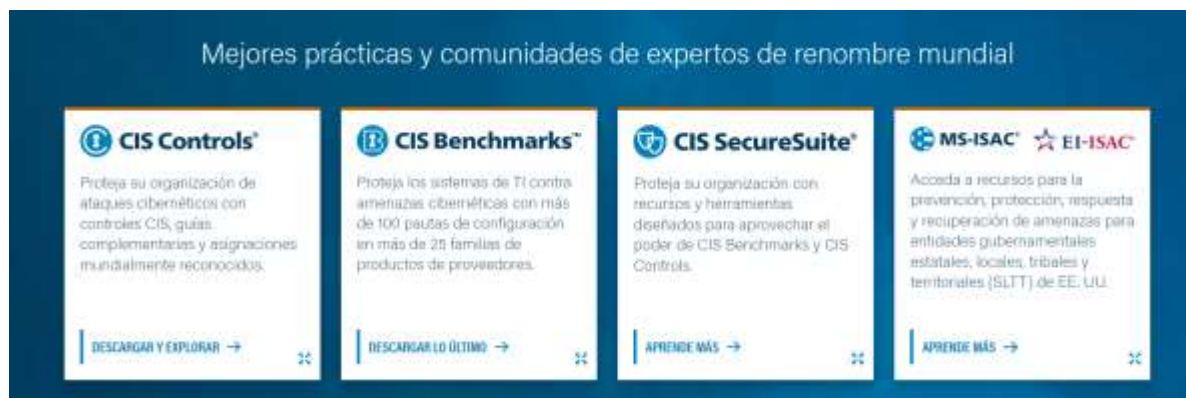 Mejores prácticas y comunidades de expertos de renombre mundial
CIS Controls®
Proteja su organización de
ataques cibernéticos con
controles CIS, guías
complementarias y asignaciones
mundialmente reconocidos.
DESCARGAR Y EXPLORAR →
CIS Benchmarks™
Proteja los sistemas de TI contra
amenazas cibernéticas con más
de 100 pautas de configuración
en más de 25 familias de
productos de proveedores.
DESCARGAR LO ÚLTIMO →
CIS SecureSuite®
Proteja su organización con
recursos y herramientas
diseñados para aprovechar el
poder de CIS Benchmarks y CIS
Controls.
APRENDE MÁS →
MS-ISAC® EI-ISAC®
Acceda a recursos para la
prevención, protección, respuesta
y recuperación de amenazas para
entidades gubernamentales
estatales, locales, tribales y
territoriales (SLTT) de EE. UU.
APRENDE MÁS →